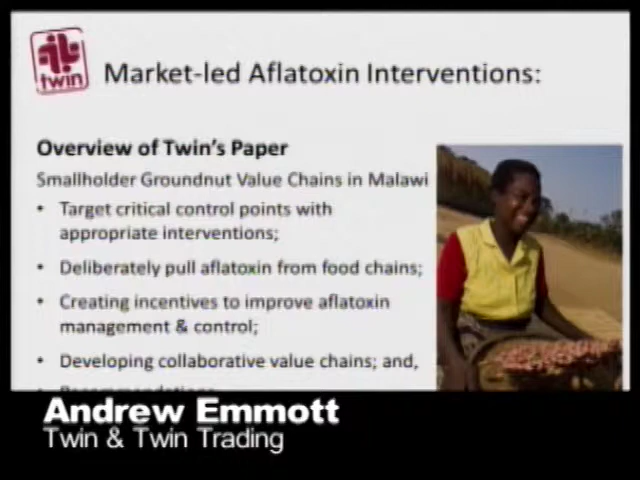 twin
Market-led Aflatoxin Interventions:
Overview of Twin's Paper
Smallholder Groundnut Value Chains in Malawi
• Target critical control points with
appropriate interventions;
• Deliberately pull aflatoxin from food chains;
• Creating incentives to improve aflatoxin
management & control;
• Developing collaborative value chains; and,
Andrew Emmott
Twin & Twin Trading